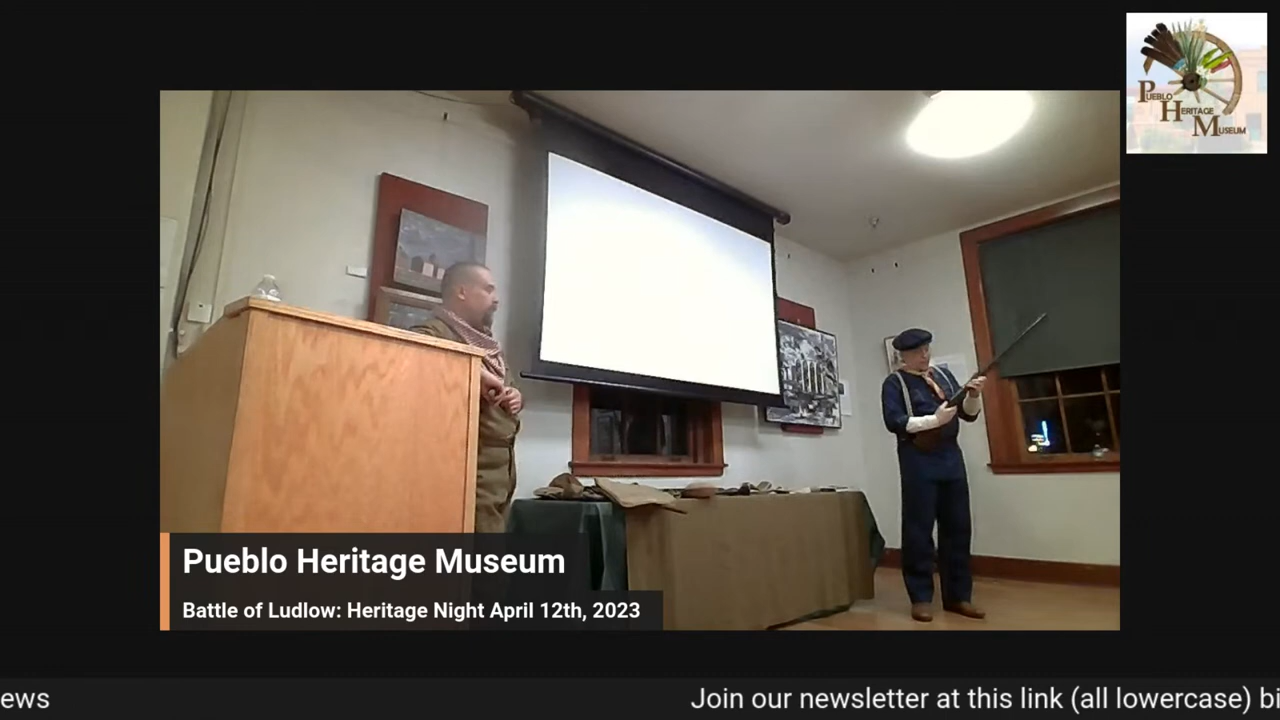 PUEBLO
HERITAGE
MUSEUM
Pueblo Heritage Museum
Battle of Ludlow: Heritage Night April 12th, 2023
ews
Join our newsletter at this link (all lowercase) bi